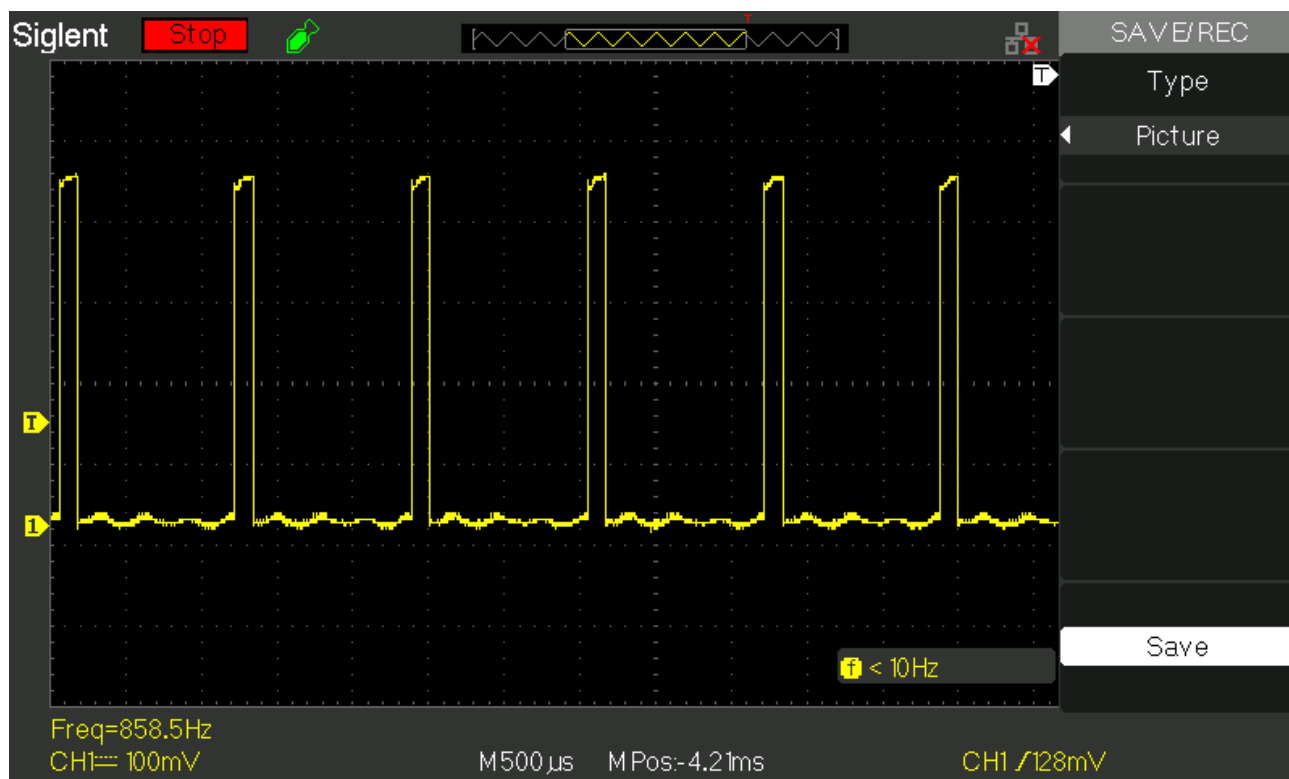 Siglent Stop T SAVE/REC
T Type
Picture
T
1
Save
f < 10Hz
Freq=858.5Hz
CH1 100mV M 500µs M Pos:-4.21ms CH1 128mV